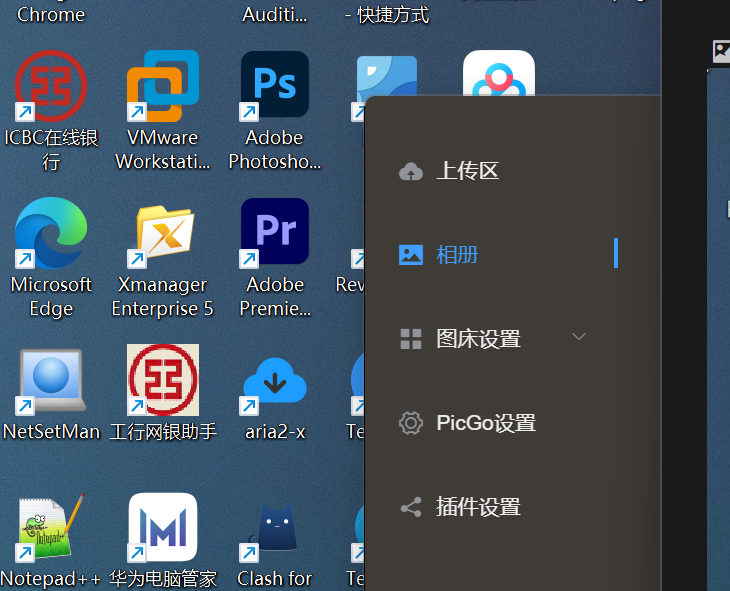 Chrome
Auditi...
- 快捷方式
ICBC在线银
行
VMware
Workstati...
Ps
Adobe
Photosho...
Microsoft
Edge
Xmanager
Enterprise 5
Pr
Adobe
Premie...
Rev
NetSetMan
工行网银助手
aria2-x
Te
Notepad++
Notepad++
华为电脑管家
Clash for
Te
上传区
相册
图床设置
PicGo设置
插件设置